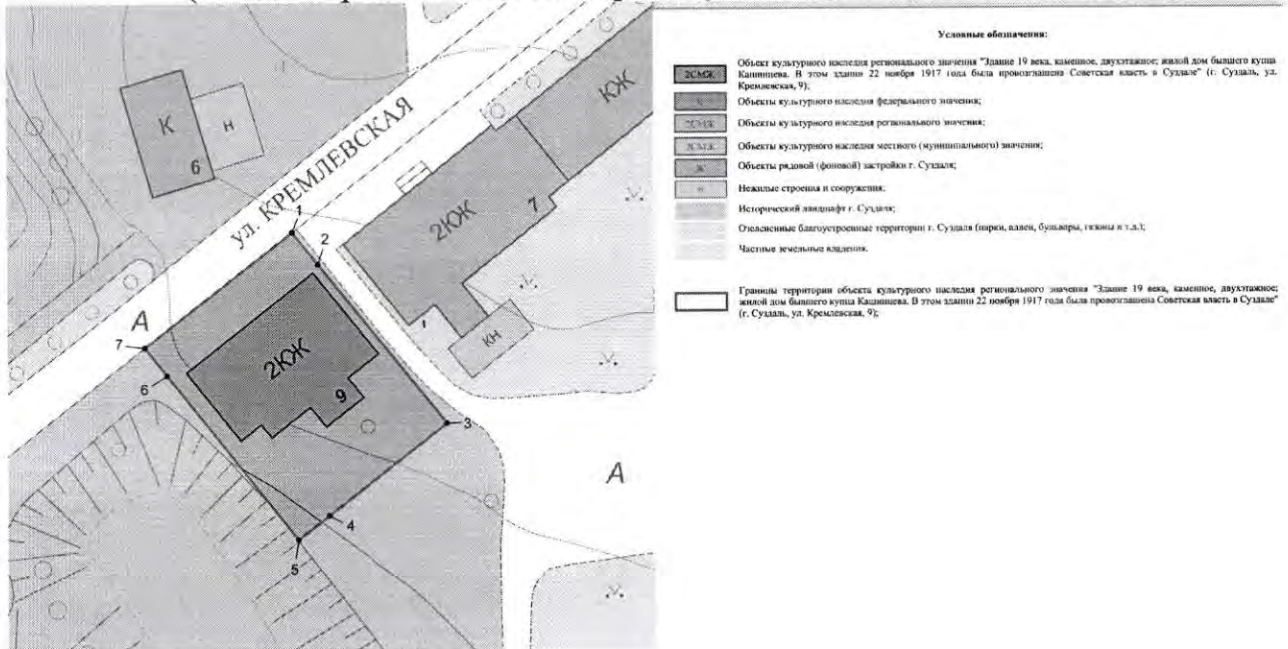 К
н
6
ул. КРЕМЛЕВСКАЯ
КЖ
2КЖ
7
кн
1
2
А
7
6
2КЖ
9
3
А
4
5
Условные обозначения:
2СМЖ
Объект культурного наследия регионального значения "Здание 19 века, каменное, двухэтажное; жилой дом бывшего купца
Кашинцева. В этом здании 22 ноября 1917 года была провозглашена Советская власть в Суздале" (г. Суздаль, ул.
Кремлевская, 9);
Объекты культурного наследия федерального значения;
Объекты культурного наследия регионального значения;
Объекты культурного наследия местного (муниципального) значения;
Ж
Объекты рядовой (фоновой) застройки г. Суздаля;
н
Нежилые строения и сооружения;
Исторический ландшафт г. Суздаля;
Озелененные благоустроенные территории г. Суздаля (парки, аллеи, бульвары, газоны и т.д.);
Частные земельные владения.
Границы территории объекта культурного наследия регионального значения "Здание 19 века, каменное, двухэтажное;
жилой дом бывшего купца Кашинцева. В этом здании 22 ноября 1917 года была провозглашена Советская власть в Суздале"
(г. Суздаль, ул. Кремлевская, 9);